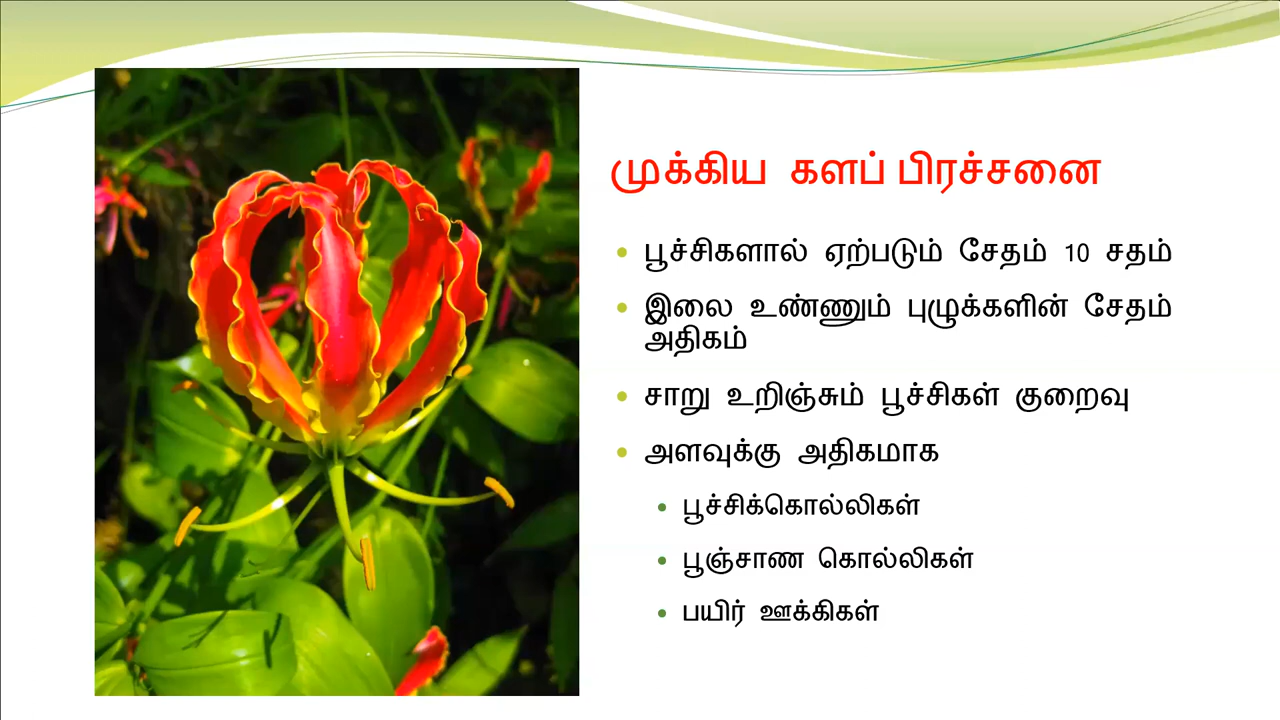 முக்கிய களப் பிரச்சனை
பூச்சிகளால் ஏற்படும் சேதம் 10 சதம்
இலை உண்ணும் புழுக்களின் சேதம்
அதிகம்
சாறு உறிஞ்சும் பூச்சிகள் குறைவு
அளவுக்கு அதிகமாக
பூச்சிக்கொல்லிகள்
பூஞ்சாண கொல்லிகள்
பயிர் ஊக்கிகள்